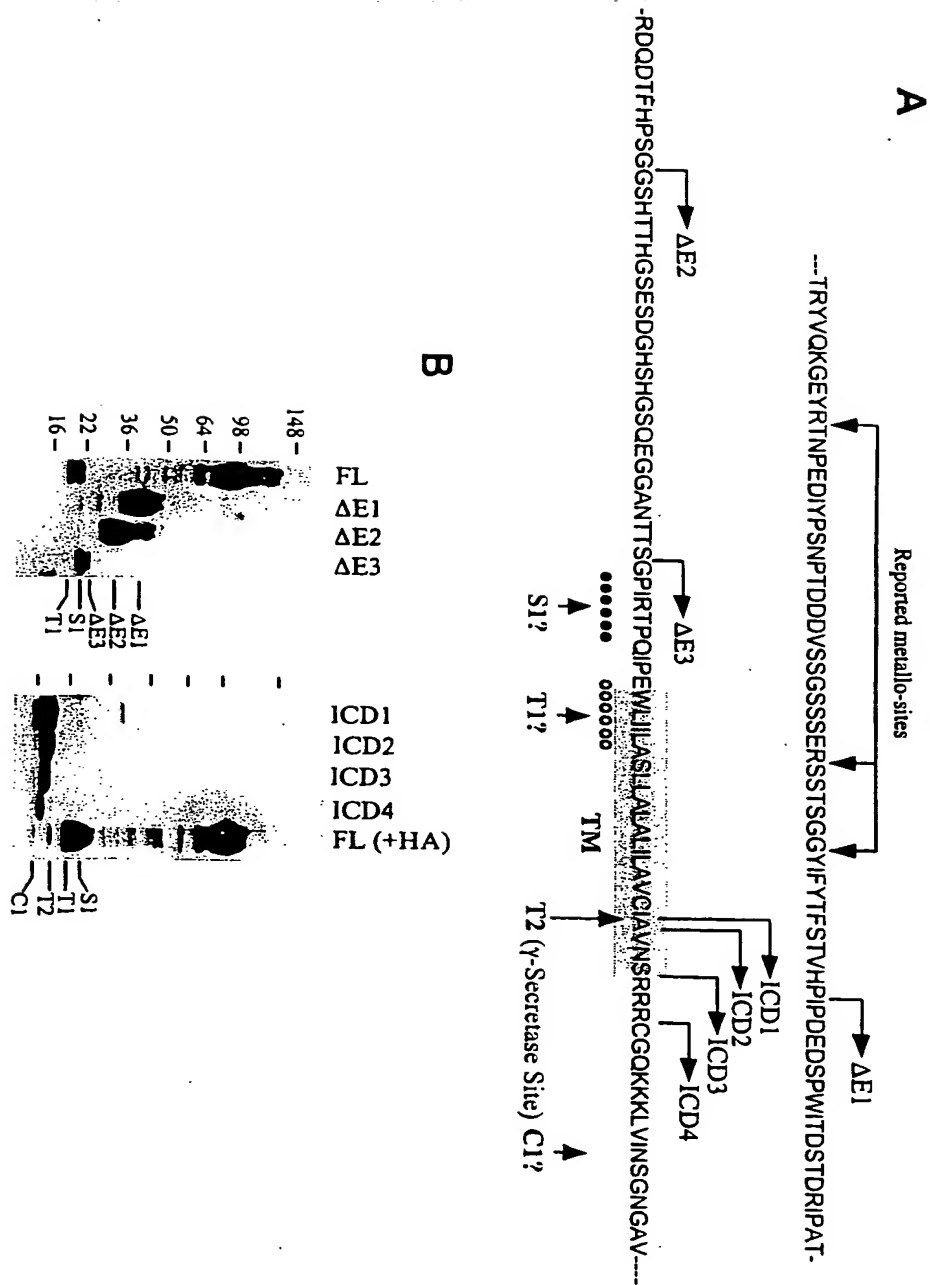 A
Reported metallo-sites
---TRYVQKGEYRTNPEDIYPSNPTDDDVSSGSSSERSSTSGGYIFYTFSTVHPIPDEDSPWITDSTDRIPAT-
ΔE1
ΔE2
ΔE3
ICD1
ICD2
ICD3
ICD4
-RDQDTFHPSGGSHTTHGSESDGHSHGSQEGGANTTSGPIRTPQIPEWLIILASLLALALILAVCIAVNSRRRCGQKKKLVINSGNGAV----
S1?
T1?
TM
T2 (γ-Secretase Site)
C1?
B
FL
ΔE1
ΔE2
ΔE3
148-
98-
64-
50-
36-
22-
16-
ΔE1
ΔE2
ΔE3
S1
T1
ICD1
ICD2
ICD3
ICD4
FL (+HA)
S1
T1
T2
C1